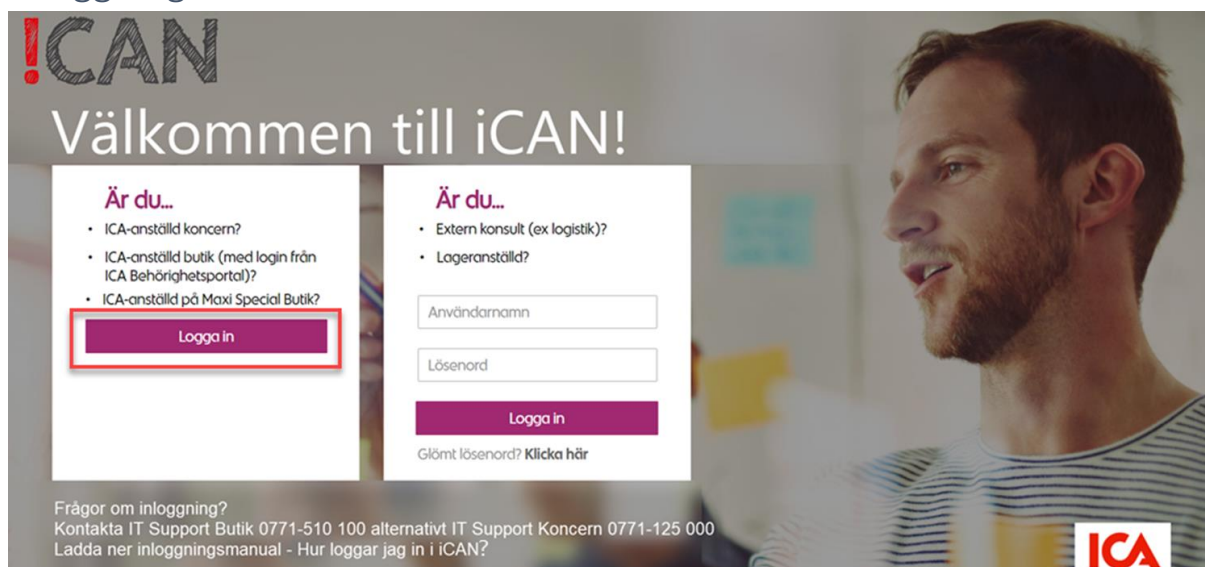 !CAN
Välkommen till iCAN!
Är du...
• ICA-anställd koncern?
• ICA-anställd butik (med login från
ICA Behörighetsportal)?
• ICA-anställd på Maxi Special Butik?
Logga in
Är du...
• Extern konsult (ex logistik)?
• Lageranställd?
Användarnamn
Lösenord
Logga in
Glömt lösenord? Klicka här
Frågor om inloggning?
Kontakta IT Support Butik 0771-510 100 alternativt IT Support Koncern 0771-125 000
Ladda ner inloggningsmanual - Hur loggar jag in i iCAN?
ICA